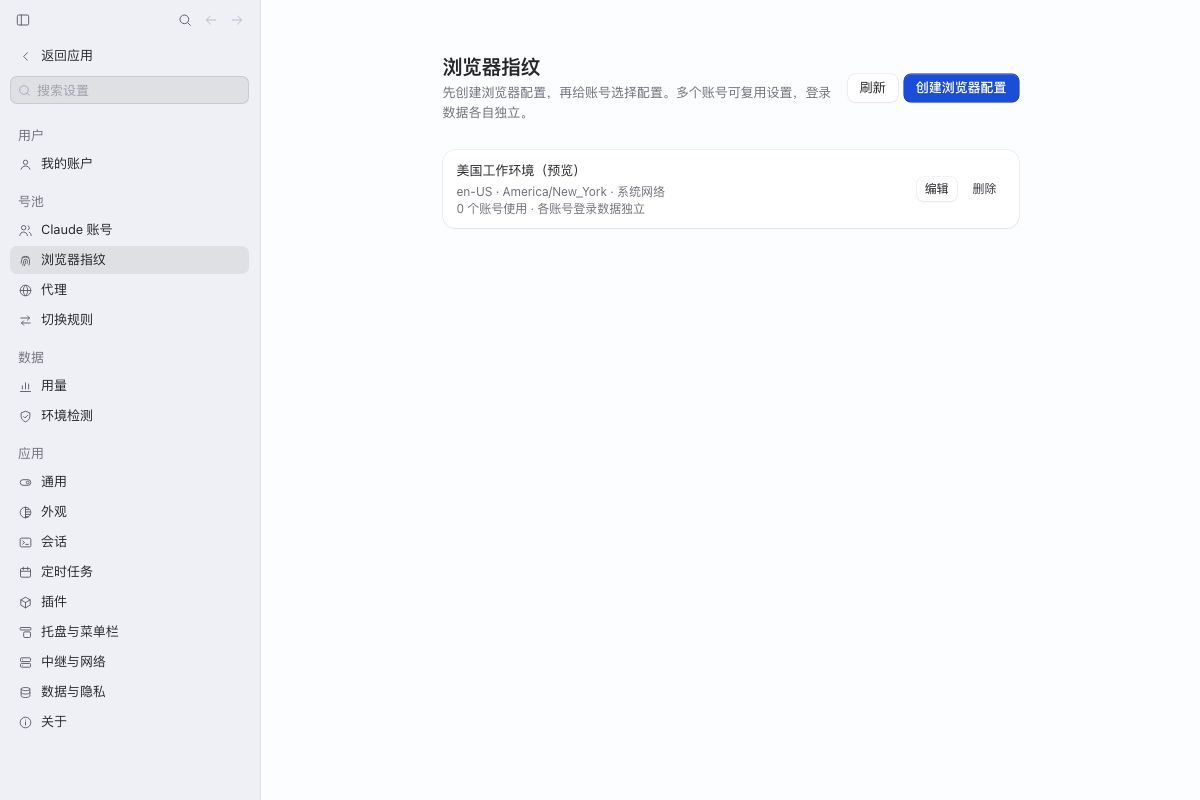 返回应用
搜索设置
用户
我的账户
号池
Claude 账号
浏览器指纹
代理
切换规则
数据
用量
环境检测
应用
通用
外观
会话
定时任务
插件
托盘与菜单栏
中继与网络
数据与隐私
关于
浏览器指纹
先创建浏览器配置，再给账号选择配置。多个账号可复用设置，登录
数据各自独立。
刷新
创建浏览器配置
美国工作环境（预览）
en-US · America/New_York · 系统网络
0 个账号使用 · 各账号登录数据独立
编辑
删除